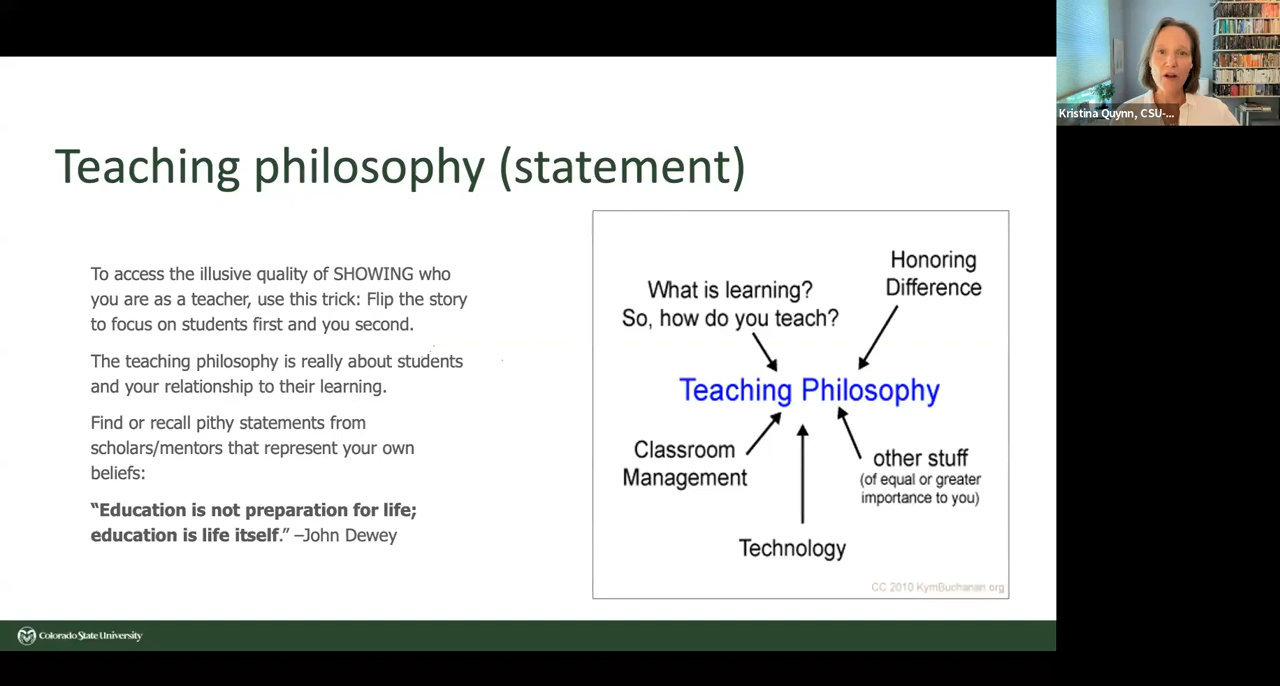 Kristina Quynn, CSU-...
Teaching philosophy (statement)
To access the illusive quality of SHOWING who
you are as a teacher, use this trick: Flip the story
to focus on students first and you second.
The teaching philosophy is really about students
and your relationship to their learning.
Find or recall pithy statements from
scholars/mentors that represent your own
beliefs:
“Education is not preparation for life;
education is life itself.” –John Dewey
What is learning?
So, how do you teach?
Honoring
Difference
Teaching Philosophy
Classroom
Management
other stuff
(of equal or greater
importance to you)
Technology
CC 2010 KymBuchanan.org
Colorado State University